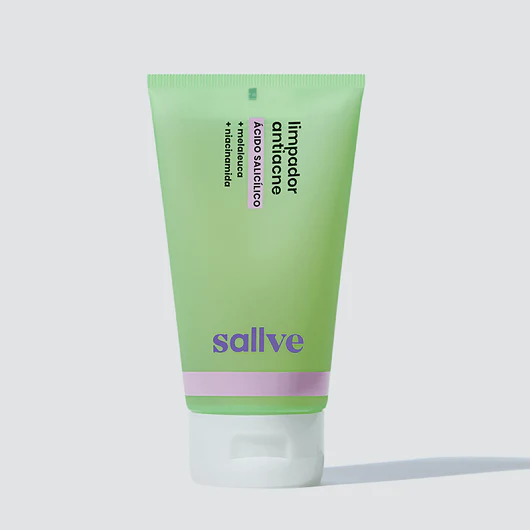 limpador
antiacne
ÁCIDO SALICÍLICO
+ melaleuca
+ niacinamida
sallve